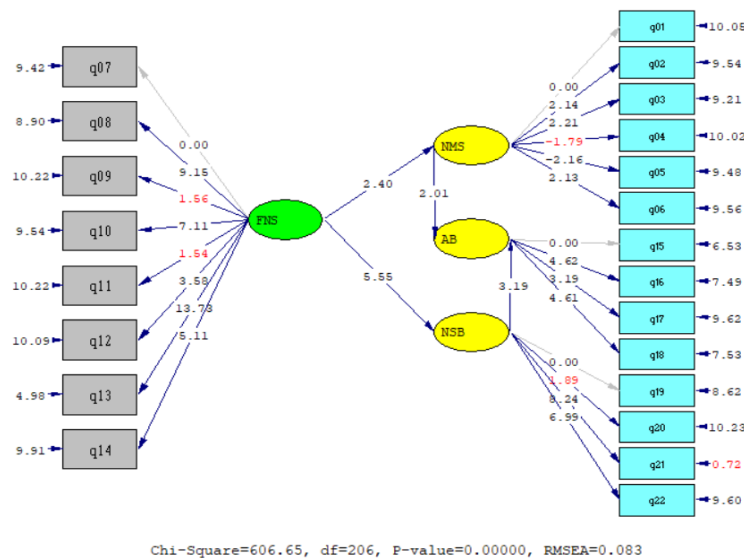 q01
10.05
9.42
q07
q02
9.54
0.00
q03
9.21
2.14
2.21
8.90
q08
0.00
NMS
-1.79
q04
10.02
9.15
-2.16
q05
9.48
10.22
q09
1.56
2.40
2.13
2.01
q06
9.56
FNS
7.11
9.54
q10
AB
0.00
q15
6.53
1.54
4.62
10.22
q11
5.55
3.19
3.19
q16
7.49
3.58
4.61
13.73
q17
9.62
5.11
NSB
10.09
q12
q18
7.53
0.00
1.89
q19
8.62
4.98
q13
8.24
6.99
q20
10.23
9.91
q14
q21
0.72
q22
9.60
Chi-Square=606.65, df=206, P-value=0.00000, RMSEA=0.083